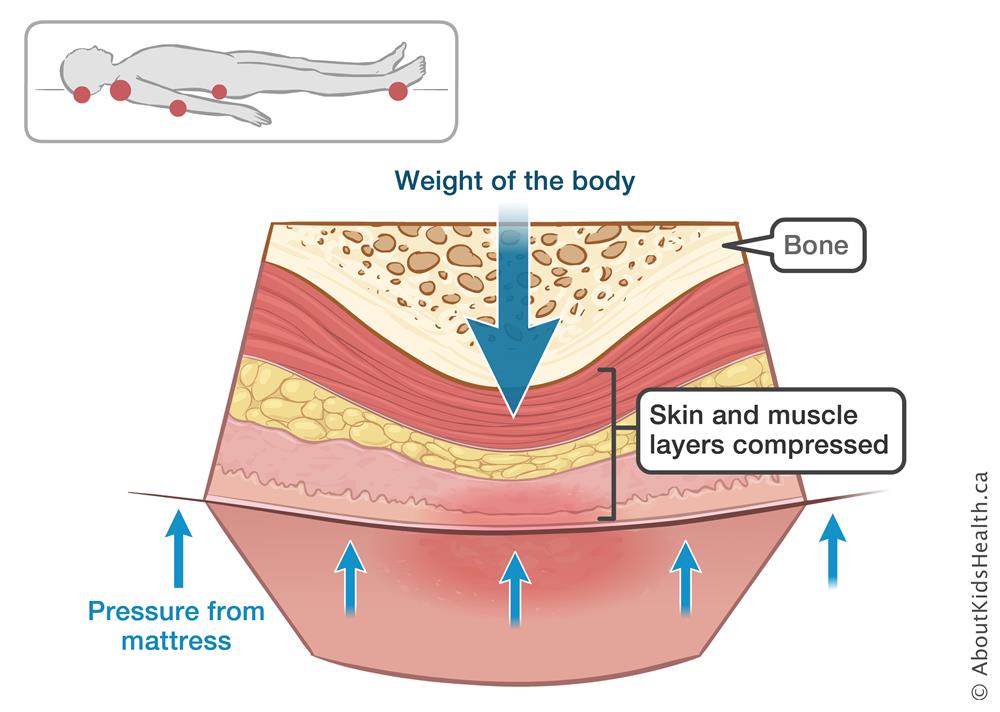 Weight of the body
Bone
Skin and muscle
layers compressed
Pressure from
mattress
© AboutKidsHealth.ca